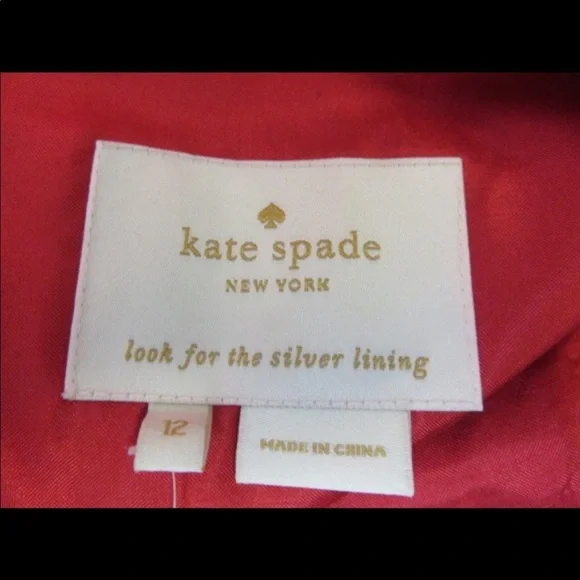 kate spade
NEW YORK
look for the silver lining
12
MADE IN CHINA